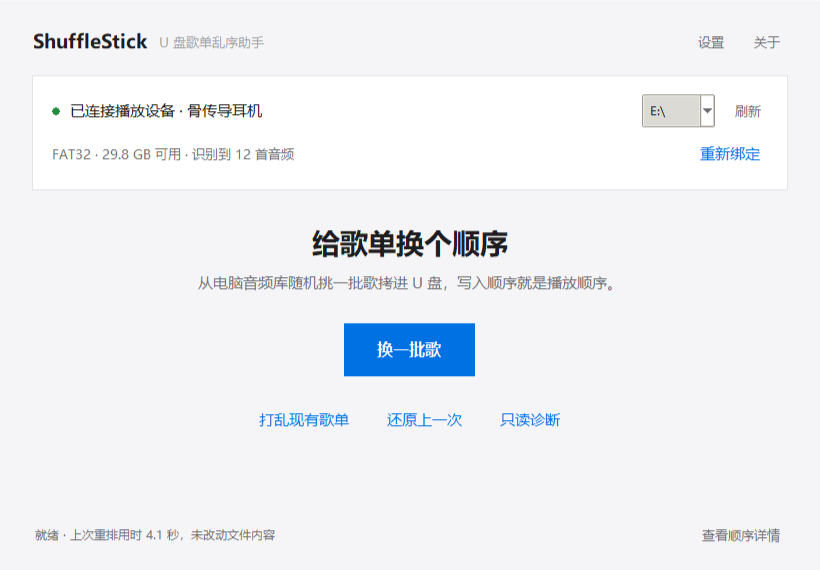 ShuffleStick U 盘歌单乱序助手 设置 关于
已连接播放设备 · 骨传导耳机 E:\ 刷新
FAT32 · 29.8 GB 可用 · 识别到 12 首音频 重新绑定
给歌单换个顺序
从电脑音频库随机挑一批歌拷进 U 盘，写入顺序就是播放顺序。
换一批歌
打乱现有歌单 还原上一次 只读诊断
就绪 · 上次重排用时 4.1 秒，未改动文件内容 查看顺序详情